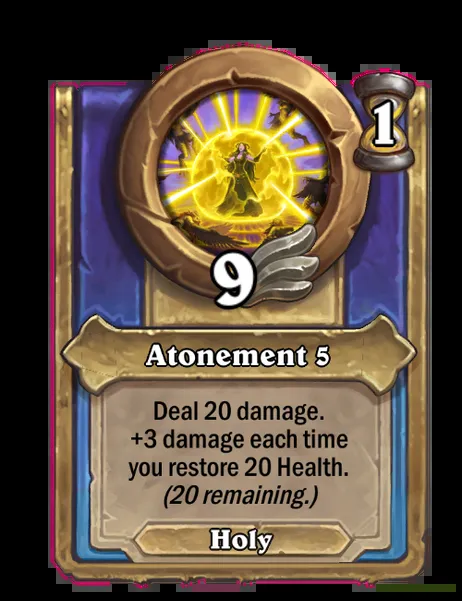 1
9
Atonement 5
Deal 20 damage.
+3 damage each time
you restore 20 Health.
(20 remaining.)
Holy